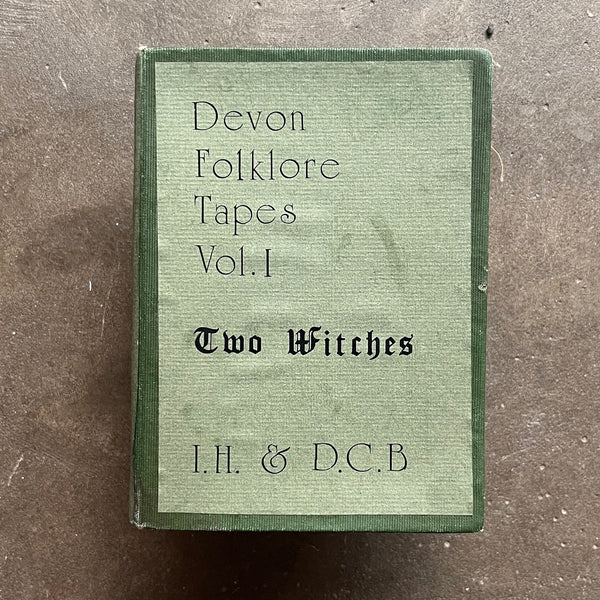 Devon
Folklore
Tapes
Vol. I
Two Witches
I.H. & D.C.B